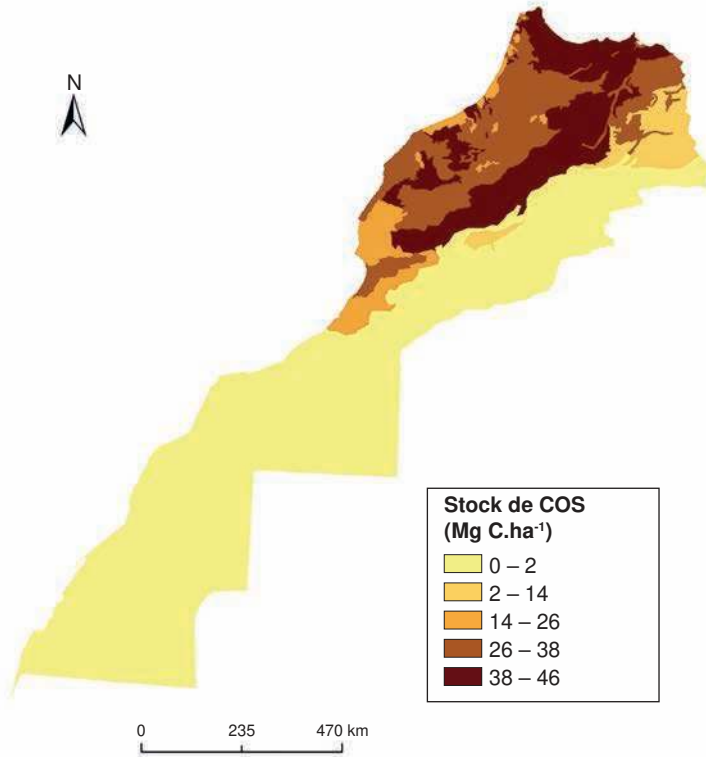 N
Stock de COS
(Mg C.ha⁻¹)
0 – 2
2 – 14
14 – 26
26 – 38
38 – 46
0 235 470 km